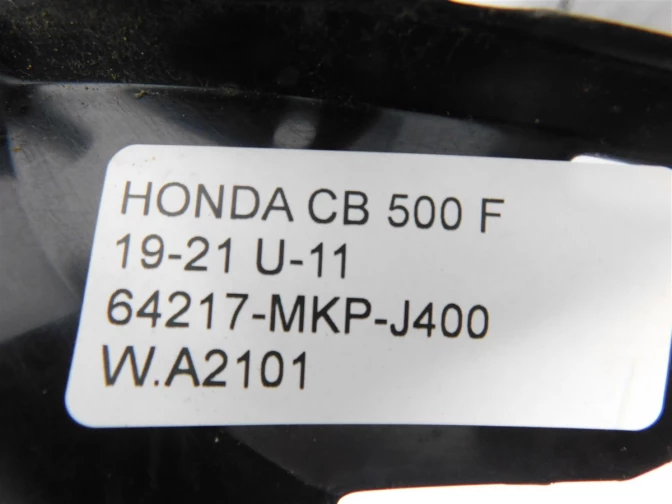 HONDA CB 500 F
19-21 U-11
64217-MKP-J400
W.A2101